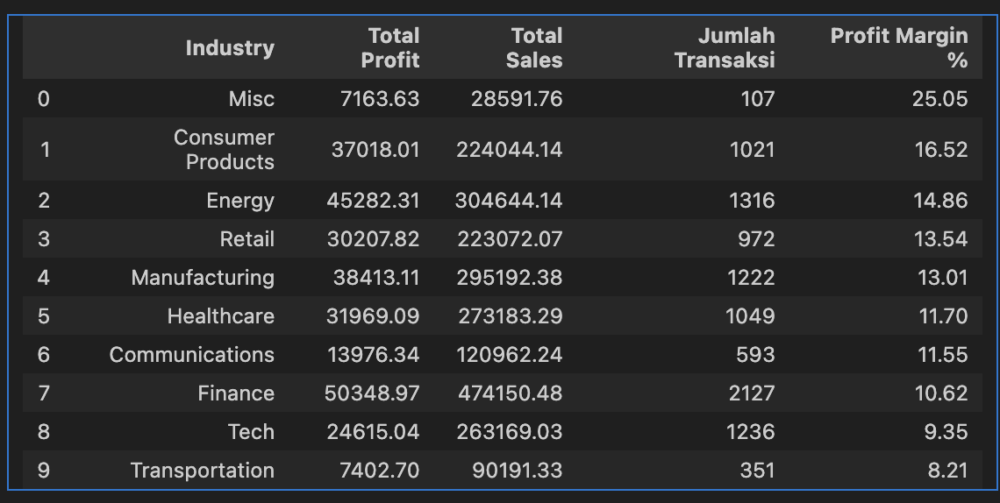 Industry Total Profit Total Sales Jumlah Transaksi Profit Margin %
0 Misc 7163.63 28591.76 107 25.05
1 Consumer Products 37018.01 224044.14 1021 16.52
2 Energy 45282.31 304644.14 1316 14.86
3 Retail 30207.82 223072.07 972 13.54
4 Manufacturing 38413.11 295192.38 1222 13.01
5 Healthcare 31969.09 273183.29 1049 11.70
6 Communications 13976.34 120962.24 593 11.55
7 Finance 50348.97 474150.48 2127 10.62
8 Tech 24615.04 263169.03 1236 9.35
9 Transportation 7402.70 90191.33 351 8.21